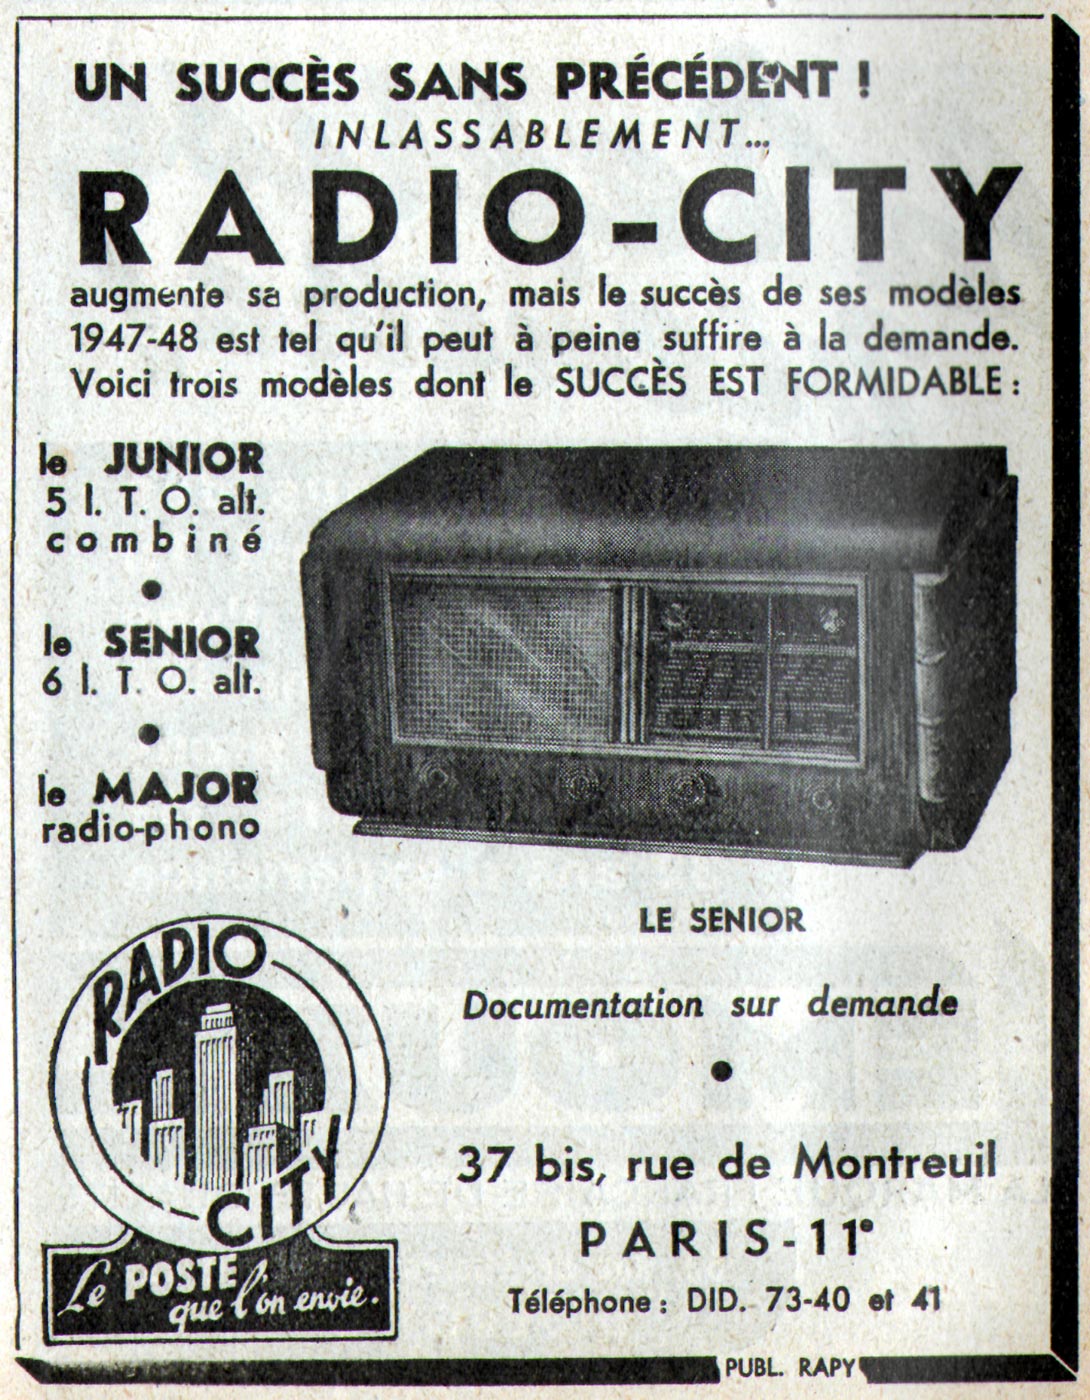 UN SUCCÈS SANS PRÉCÉDENT !
INLASSABLEMENT...
RADIO-CITY
augmente sa production, mais le succès de ses modèles
1947-48 est tel qu'il peut à peine suffire à la demande.
Voici trois modèles dont le SUCCÈS EST FORMIDABLE :
le JUNIOR
5 l. T. O. alt.
combiné
le SENIOR
6 l. T. O. alt.
le MAJOR
radio-phono
LE SENIOR
Documentation sur demande
RADIO
CITY
Le POSTE
que l'on envie.
37 bis, rue de Montreuil
PARIS-11e
Téléphone : DID. 73-40 et 41
PUBL. RAPY